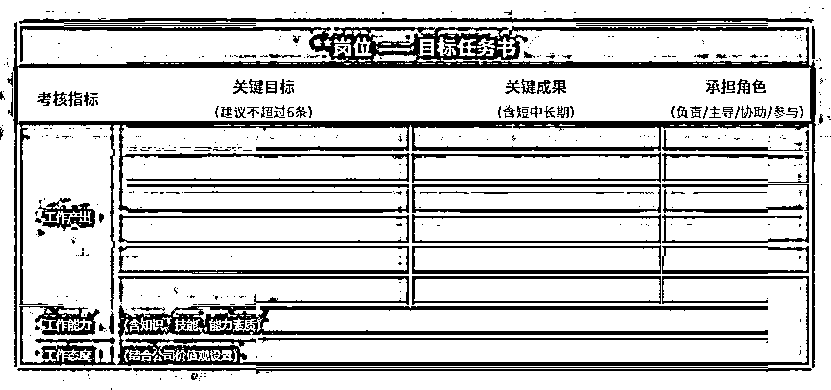 岗位——目标任务书
考核指标
关键目标
(建议不超过6条)
关键成果
(含短中长期)
承担角色
(负责/主导/协助/参与)
工作产出
工作能力
(含知识、技能、能力素质)
工作态度
(结合公司价值观设置)